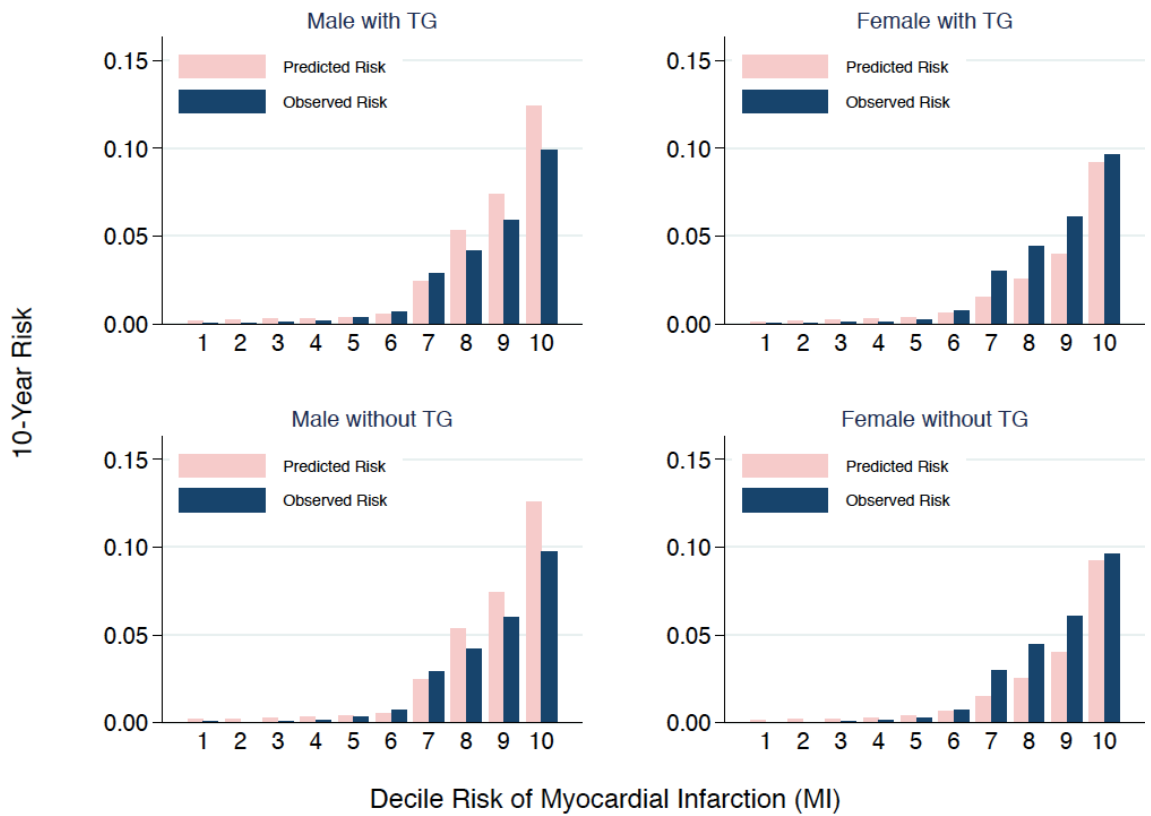 Male with TG
0.15
0.10
0.05
0.00
Predicted Risk
Observed Risk
1 2 3 4 5 6 7 8 9 10
Female with TG
0.15
0.10
0.05
0.00
Predicted Risk
Observed Risk
1 2 3 4 5 6 7 8 9 10
10-Year Risk
Male without TG
0.15
0.10
0.05
0.00
Predicted Risk
Observed Risk
1 2 3 4 5 6 7 8 9 10
Female without TG
0.15
0.10
0.05
0.00
Predicted Risk
Observed Risk
1 2 3 4 5 6 7 8 9 10
Decile Risk of Myocardial Infarction (MI)